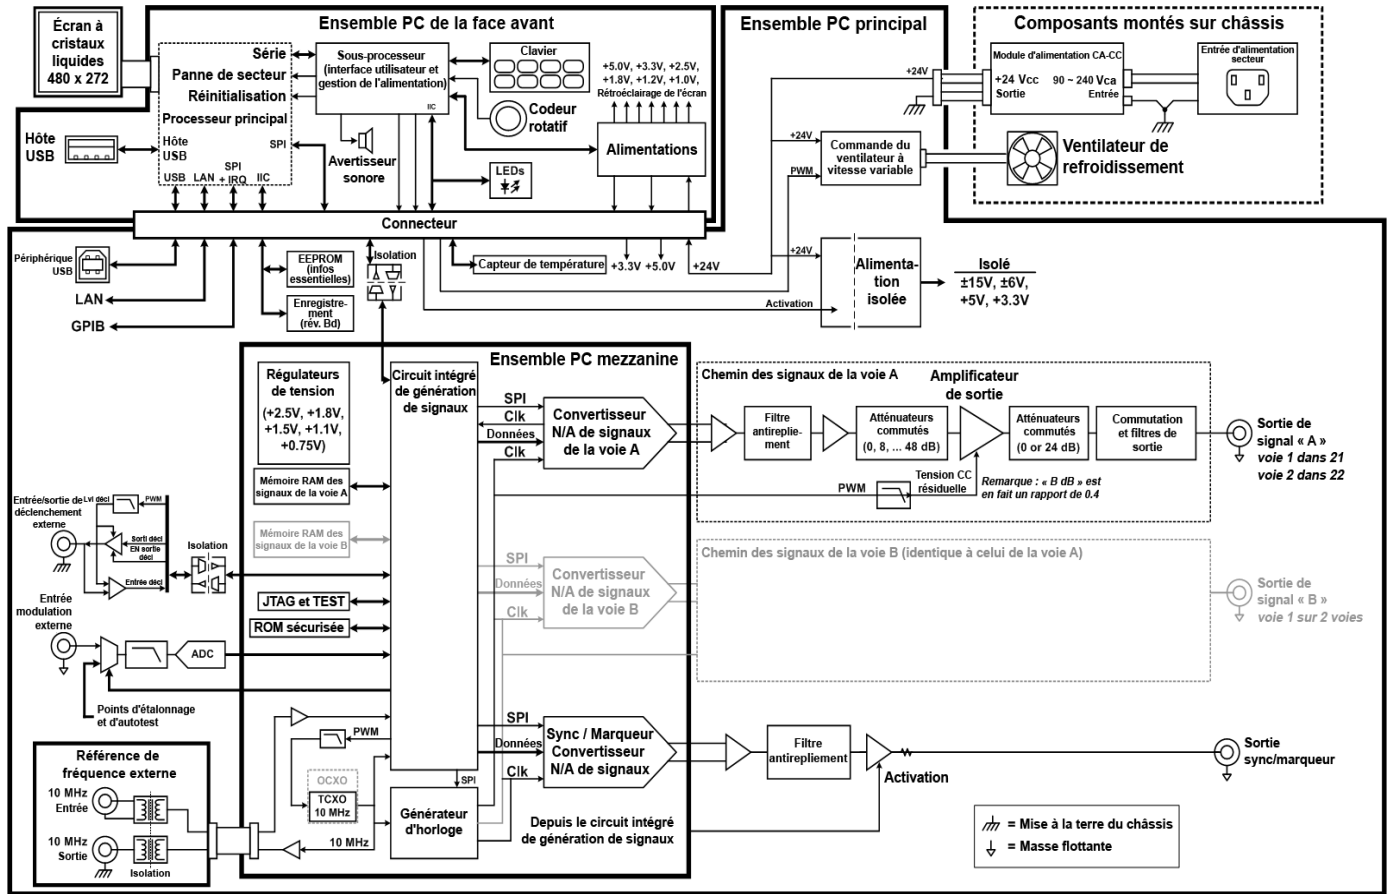 Écran à
cristaux
liquides
480 x 272
Ensemble PC de la face avant
Série
Panne de secteur
Réinitialisation
Processeur principal
Hôte
USB
SPI
USB
LAN
SPI
+ IRQ
IIC
Sous-processeur
(interface utilisateur et
gestion de l'alimentation)
IIC
Avertisseur
sonore
Clavier
Codeur
rotatif
LEDs
+5.0V, +3.3V, +2.5V,
+1.8V, +1.2V, +1.0V,
Rétroéclairage de l'écran
Alimentations
Hôte
USB
Connecteur
Ensemble PC principal
Composants montés sur châssis
+24V
Module d'alimentation CA-CC
+24 Vcc
Sortie
90 ~ 240 Vca
Entrée
Entrée d'alimentation
secteur
+24V
PWM
Commande du
ventilateur à
vitesse variable
Ventilateur de
refroidissement
Périphérique
USB
LAN
GPIB
EEPROM
(infos
essentielles)
Enregistre-
ment
(rév. Bd)
Isolation
Capteur de température
+3.3V
+5.0V
+24V
+24V
Activation
Alimenta-
tion
isolée
Isolé
±15V, ±6V,
+5V, +3.3V
Ensemble PC mezzanine
Régulateurs
de tension
(+2.5V, +1.8V,
+1.5V, +1.1V,
+0.75V)
Circuit intégré
de génération
de signaux
Mémoire RAM des
signaux de la voie A
Mémoire RAM des
signaux de la voie B
JTAG et TEST
ROM sécurisée
SPI
Clk
Données
Clk
Convertisseur
N/A de signaux
de la voie A
Chemin des signaux de la voie A
Filtre
antireplie-
ment
Atténuateurs
commutés
(0, 8, ... 48 dB)
Amplificateur
de sortie
Atténuateurs
commutés
(0 or 24 dB)
Commutation
et filtres de
sortie
PWM
Tension CC
résiduelle
Remarque : « B dB » est
en fait un rapport de 0.4
Sortie de
signal « A »
voie 1 dans 21
voie 2 dans 22
SPI
Données
Clk
Convertisseur
N/A de signaux
de la voie B
Chemin des signaux de la voie B (identique à celui de la voie A)
Sortie de
signal « B »
voie 1 sur 2 voies
Entrée/sortie de
déclenchement
externe
Lvl décl
PWM
Sorti décl
EN sortie
décl
Entrée décl
Isolation
Entrée
modulation
externe
ADC
Points d'étalonnage
et d'autotest
Référence de
fréquence externe
10 MHz
Entrée
10 MHz
Sortie
Isolation
PWM
OCXO
TCXO
10 MHz
10 MHz
SPI
Générateur
d'horloge
SPI
Données
Clk
Sync / Marqueur
Convertisseur
N/A de signaux
Depuis le circuit intégré
de génération de signaux
Filtre
antirepliement
Activation
Sortie
sync/marqueur
= Mise à la terre du châssis
= Masse flottante